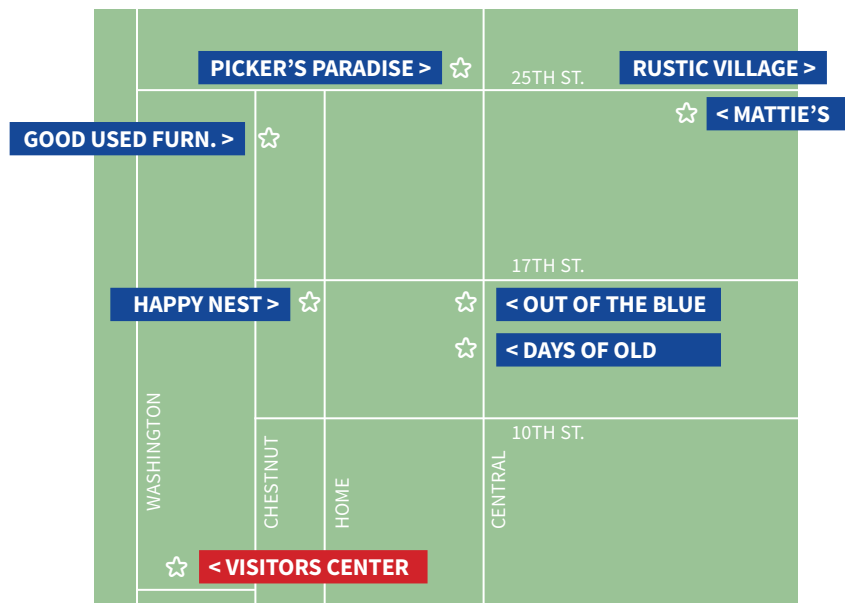 PICKER'S PARADISE >
25TH ST.
RUSTIC VILLAGE >
< MATTIE'S
GOOD USED FURN. >
17TH ST.
HAPPY NEST >
< OUT OF THE BLUE
< DAYS OF OLD
10TH ST.
WASHINGTON
CHESTNUT
HOME
CENTRAL
< VISITORS CENTER